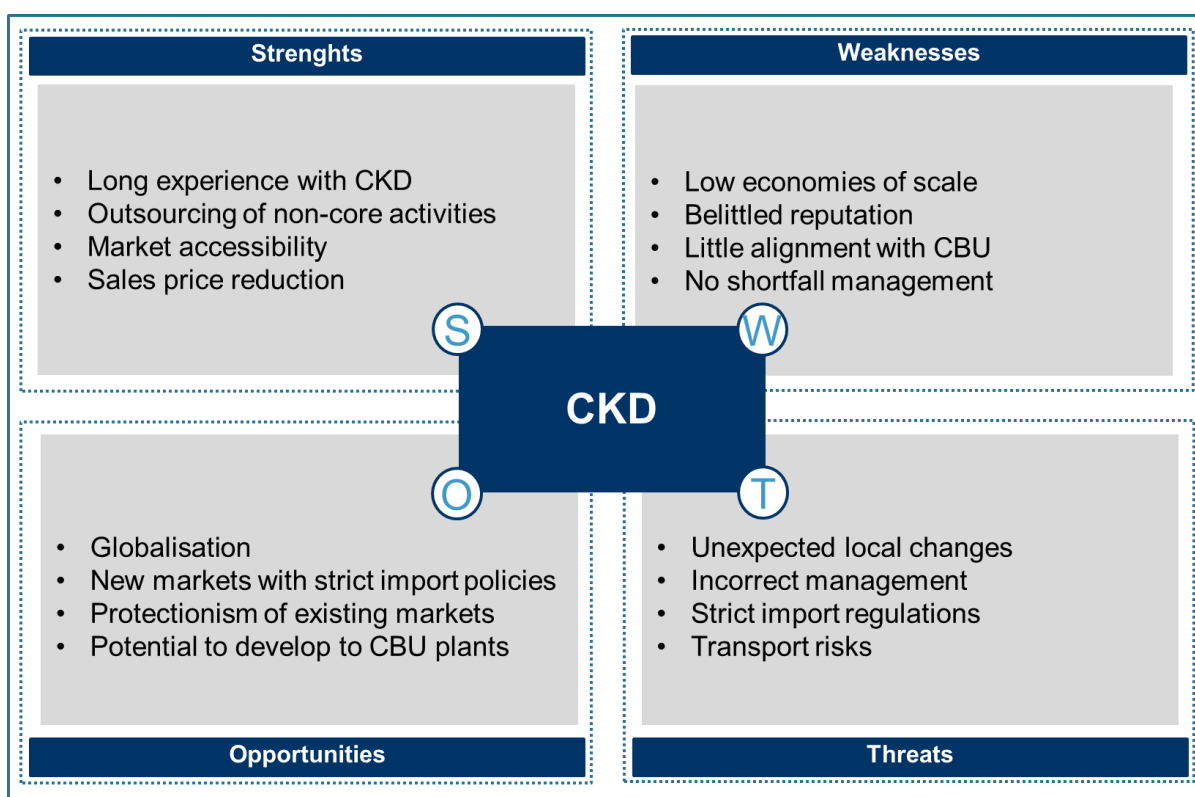 Strenghts
• Long experience with CKD
• Outsourcing of non-core activities
• Market accessibility
• Sales price reduction
Weaknesses
• Low economies of scale
• Belittled reputation
• Little alignment with CBU
• No shortfall management
S
W
CKD
O
T
• Globalisation
• New markets with strict import policies
• Protectionism of existing markets
• Potential to develop to CBU plants
Opportunities
• Unexpected local changes
• Incorrect management
• Strict import regulations
• Transport risks
Threats